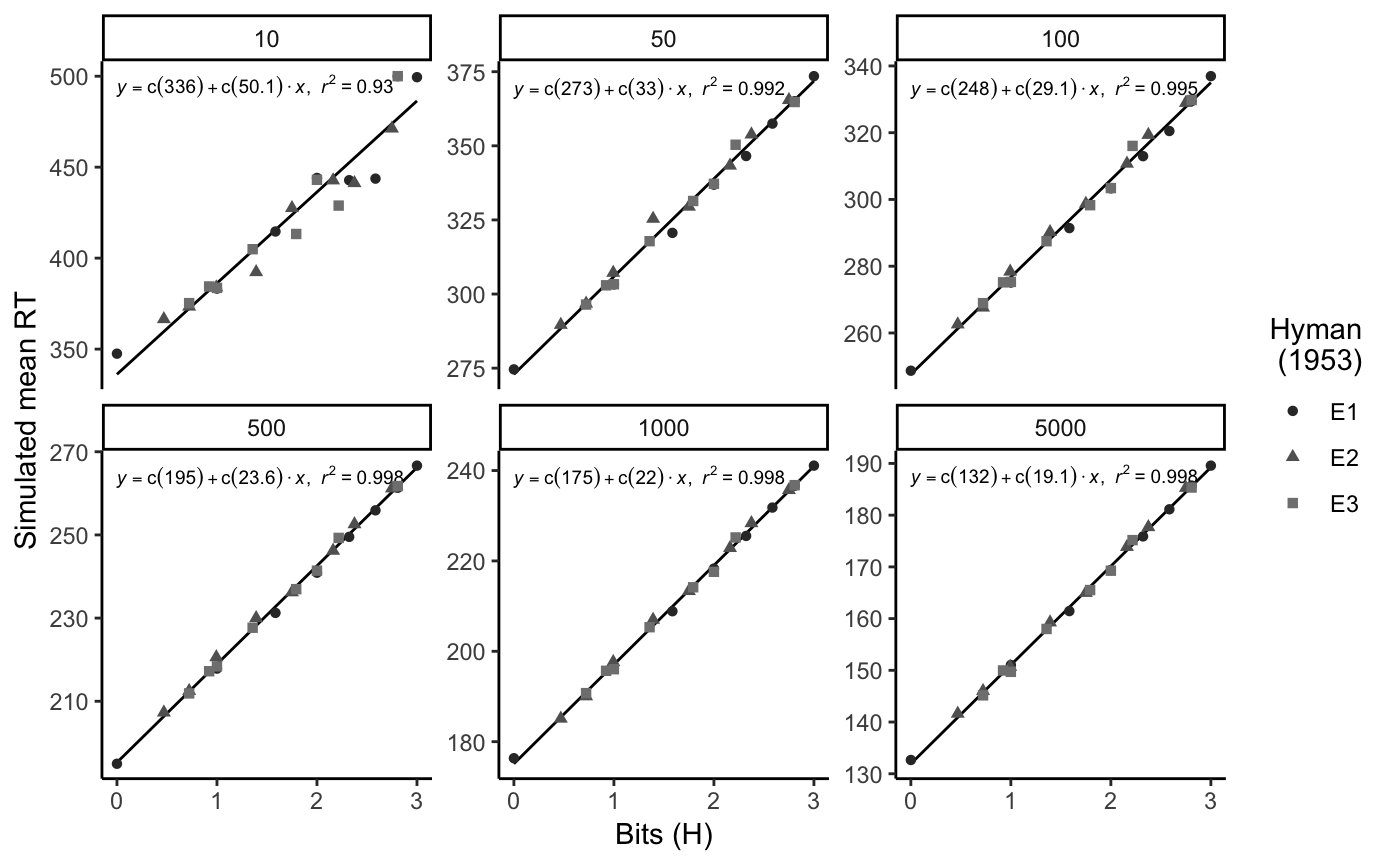 10
50
100
y = c(336) + c(50.1) · x, r² = 0.93
y = c(273) + c(33) · x, r² = 0.992
y = c(248) + c(29.1) · x, r² = 0.995
500
450
400
350
375
350
325
300
275
340
320
300
280
260
Simulated mean RT
500
1000
5000
y = c(195) + c(23.6) · x, r² = 0.998
y = c(175) + c(22) · x, r² = 0.998
y = c(132) + c(19.1) · x, r² = 0.998
270
250
230
210
240
220
200
180
190
180
170
160
150
140
130
0 1 2 3
0 1 2 3
0 1 2 3
Bits (H)
Hyman
(1953)
E1
E2
E3